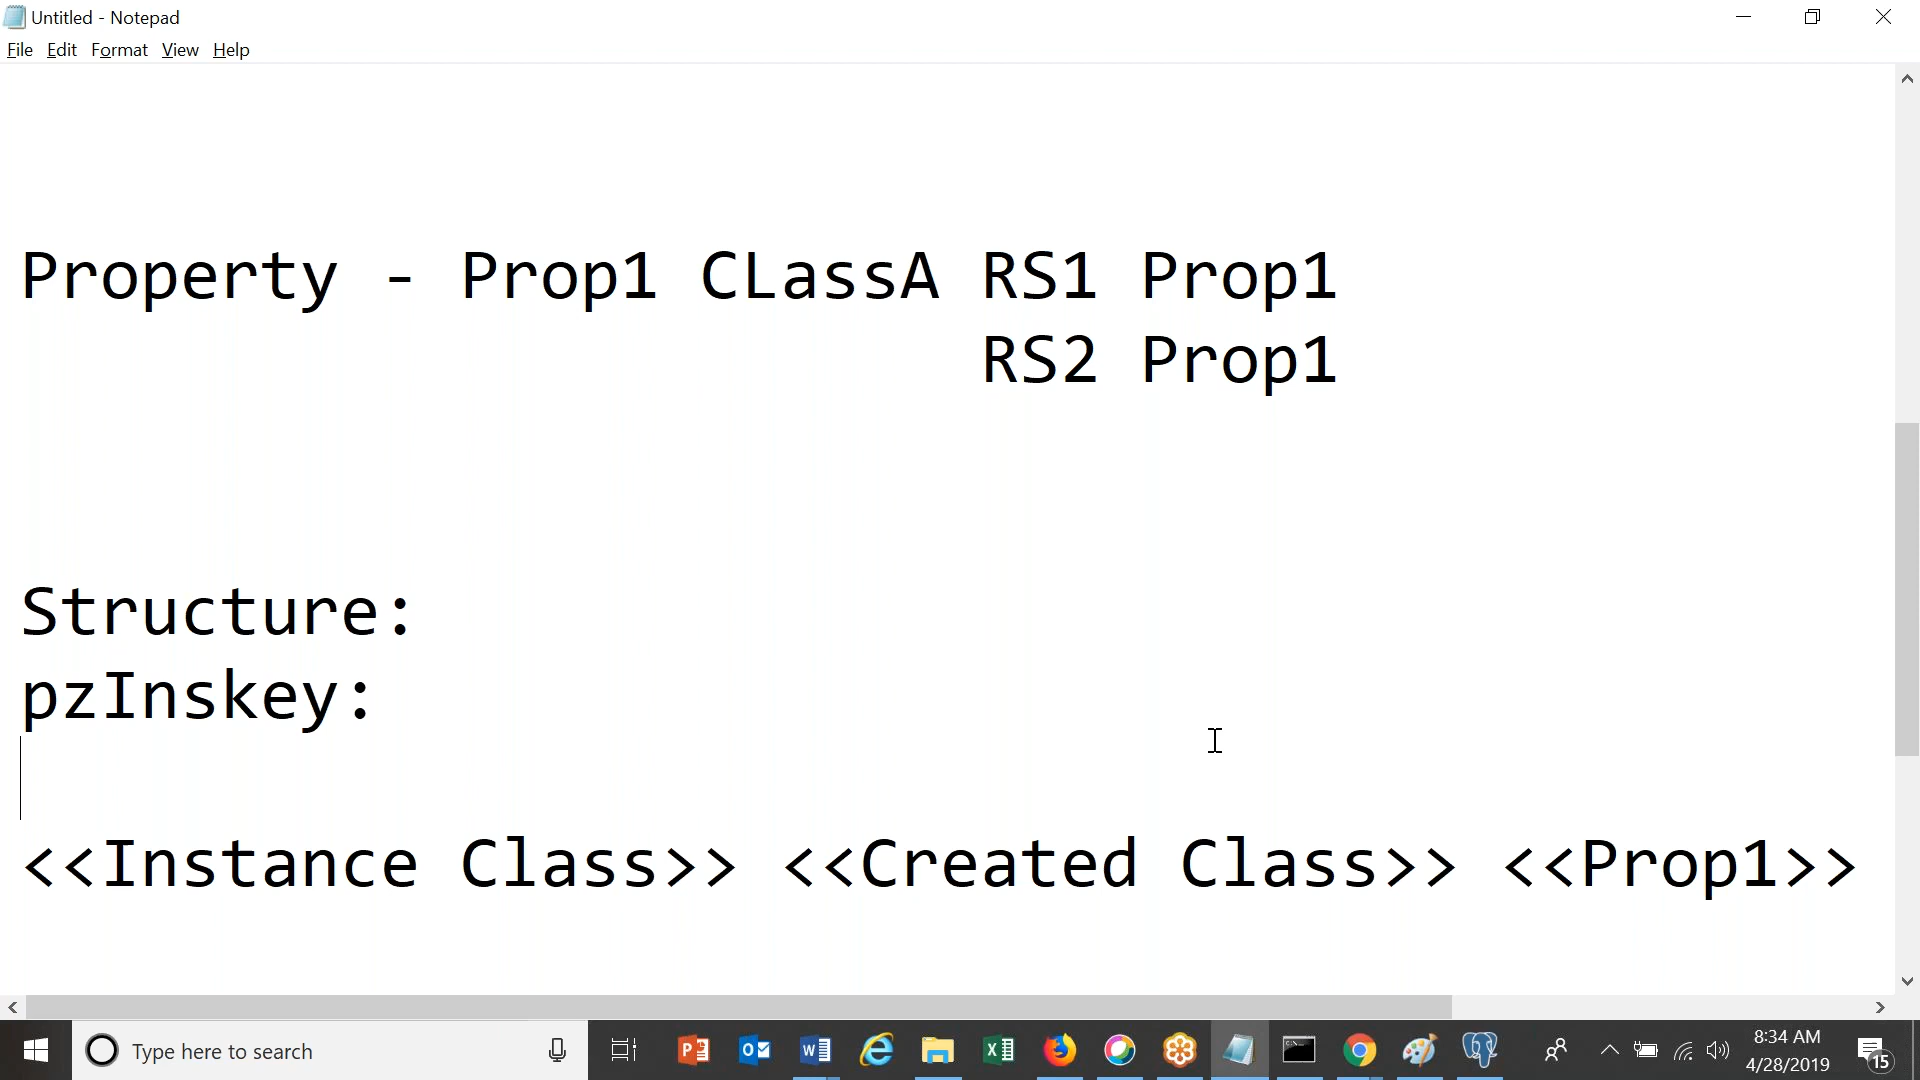 Untitled - Notepad
File Edit Format View Help
Property - Prop1 CLassA RS1 Prop1
RS2 Prop1
Structure:
pzInskey:
<<Instance Class>> <<Created Class>> <<Prop1>>
Type here to search
8:34 AM
4/28/2019
15